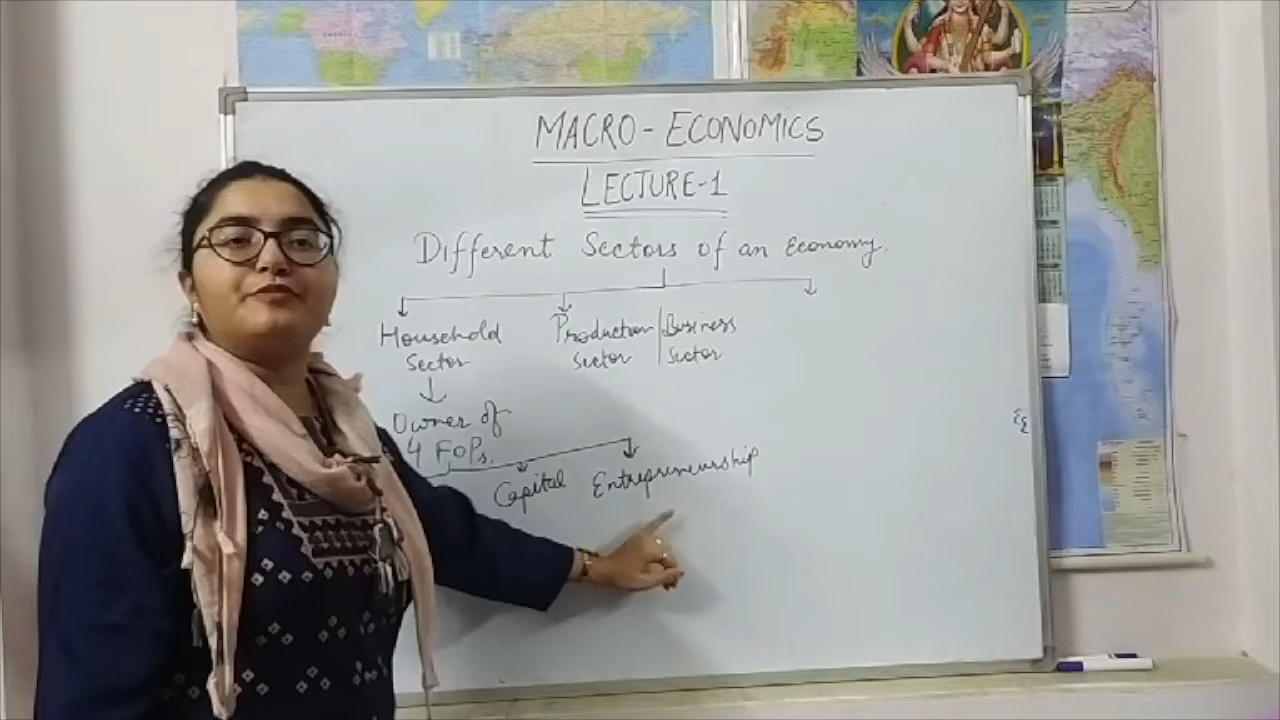 MACRO-ECONOMICS
LECTURE-1
Different Sectors of an Economy.
Household Sector
Production Sector | Business Sector
Owner of
4 FOPs.
Capital Entrepreneurship